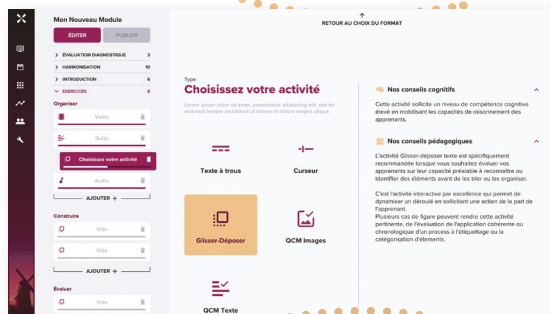 Mon Nouveau Module
ÉDITER
PUBLIER
ÉVALUATION DIAGNOSTIQUE 3
HARMONISATION 10
INTRODUCTION 6
EXERCICES 8
Organiser
Vidéo
Quizz
Choisissez votre activité
Audio
AJOUTER +
Construire
Vide
Vide
AJOUTER +
Évaluer
Vide
RETOUR AU CHOIX DU FORMAT
Type
Choisissez votre activité
Lorem ipsum dolor sit amet, consectetur adipiscing elit, sed do
eiusmod tempor incididunt ut labore et dolore magna aliqua.
Texte à trous
Curseur
Glisser-Déposer
QCM Images
QCM Texte
Nos conseils cognitifs
Cette activité sollicite un niveau de compétence cognitive
élevé en mobilisant les capacités de raisonnement des
apprenants.
Nos conseils pédagogiques
L'activité Glisser-déposer texte est spécifiquement
recommandée lorsque vous souhaitez évaluer vos
apprenants sur leur capacité préalable à reconnaître ou
identifier des éléments avant de les trier ou les organiser.
C'est l'activité interactive par excellence qui permet de
dynamiser un déroulé en sollicitant une action de la part de
l'apprenant.
Plusieurs cas de figure peuvent rendre cette activité
pertinente, de l'évaluation de l'application cohérente ou
chronologique d'un process à l'étiquettage ou la
catégorisation d'éléments.